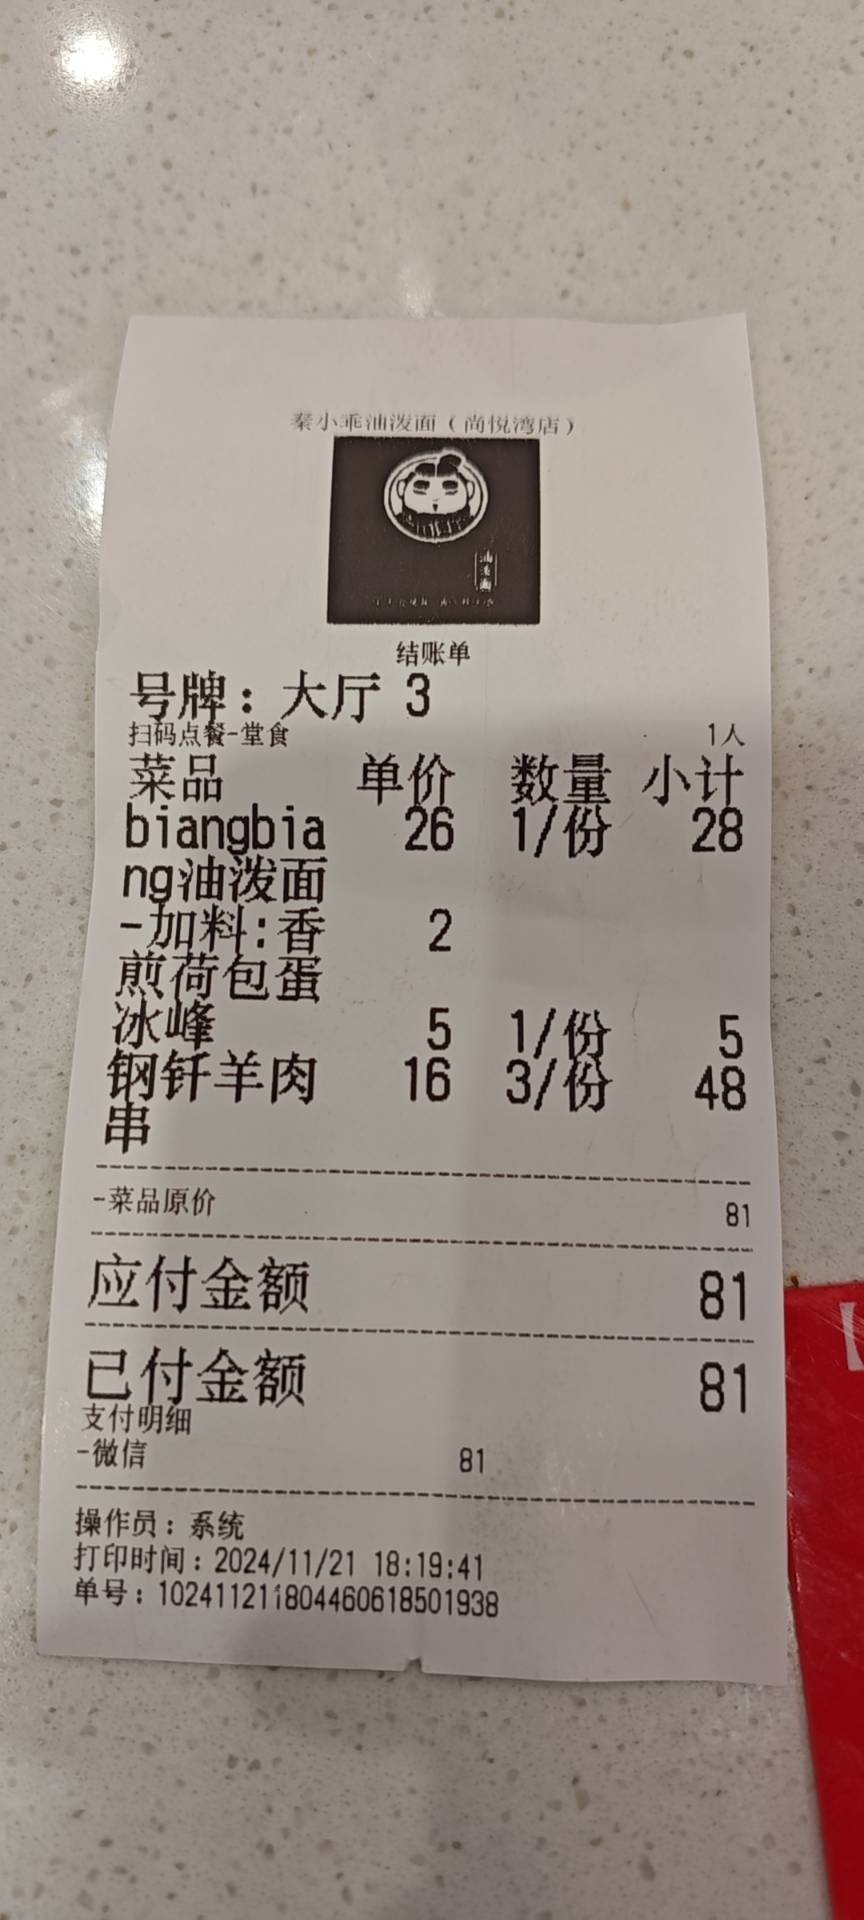 秦小乖油泼面（尚悦湾店）
油泼面
结账单
号牌：大厅 3
扫码点餐-堂食 1人
菜品 单价 数量 小计
biangbia 26 1/份 28
ng油泼面
-加料:香 2
煎荷包蛋
冰峰 5 1/份 5
钢钎羊肉 16 3/份 48
串
-菜品原价 81
应付金额 81
已付金额 81
支付明细
-微信 81
操作员：系统
打印时间：2024/11/21 18:19:41
单号：102411211804460618501938